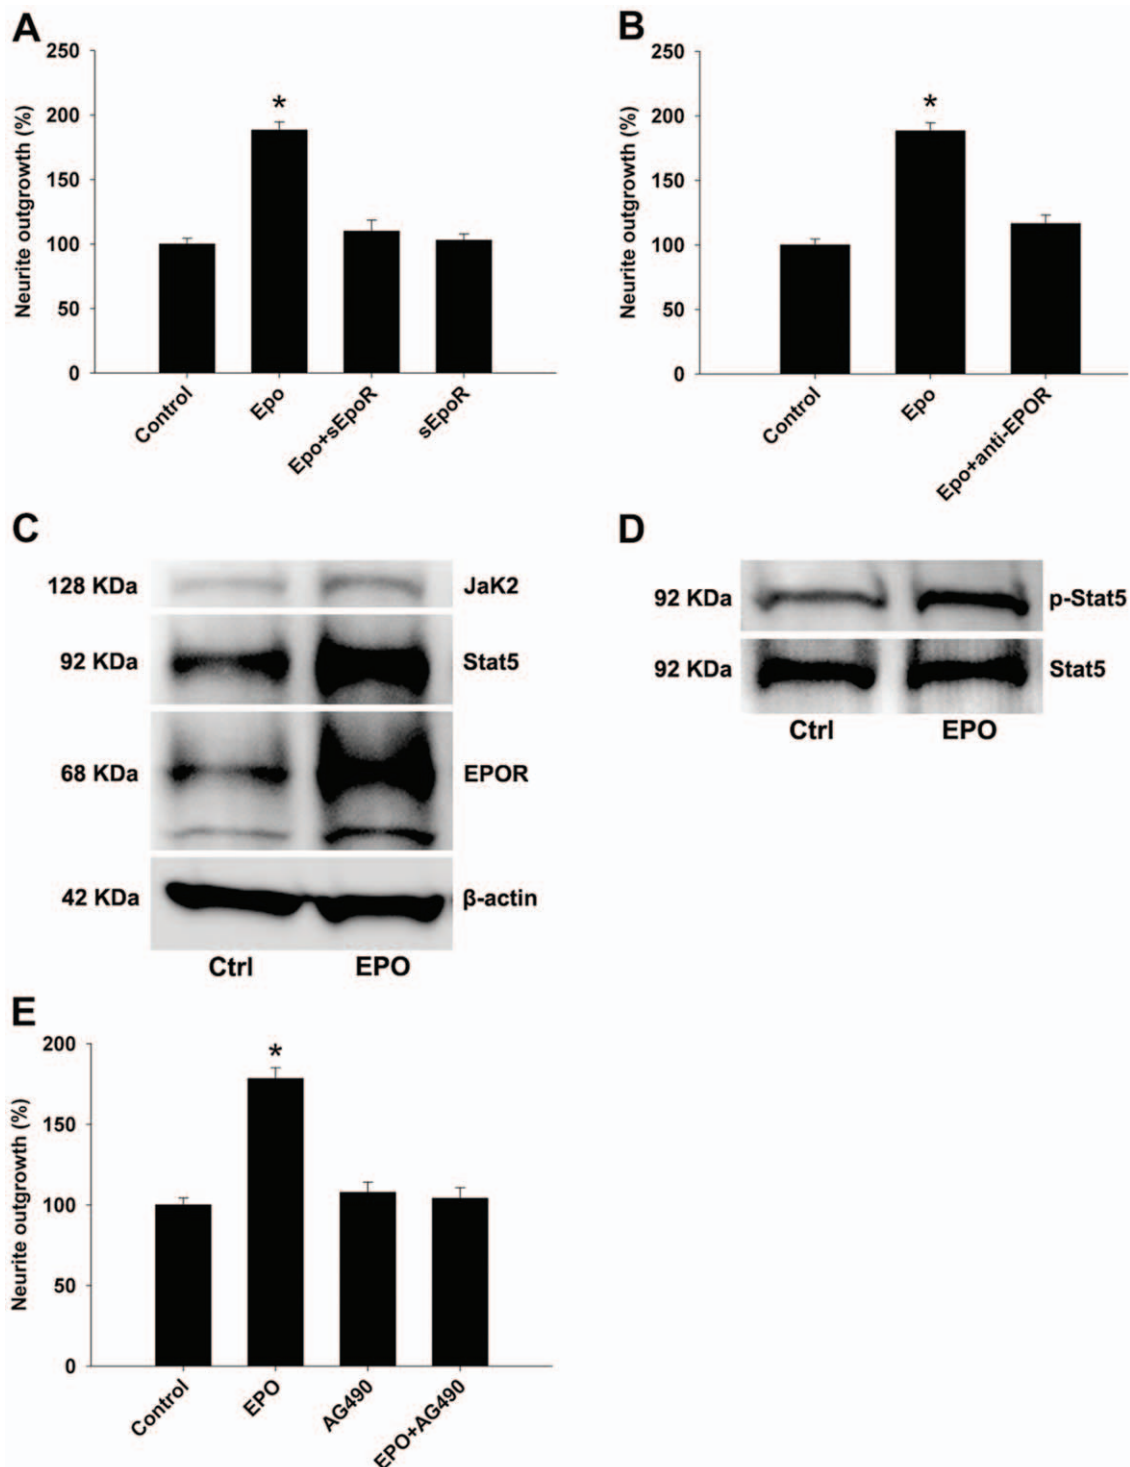 A
Neurite outgrowth (%)
250
200
150
100
50
0
*
Control
Epo
Epo+sEpoR
sEpoR
B
Neurite outgrowth (%)
250
200
150
100
50
0
*
Control
Epo
Epo+anti-EPOR
C
128 KDa
JaK2
92 KDa
Stat5
68 KDa
EPOR
42 KDa
β-actin
Ctrl
EPO
D
92 KDa
p-Stat5
92 KDa
Stat5
Ctrl
EPO
E
Neurite outgrowth (%)
200
150
100
50
0
*
Control
EPO
AG490
EPO+AG490